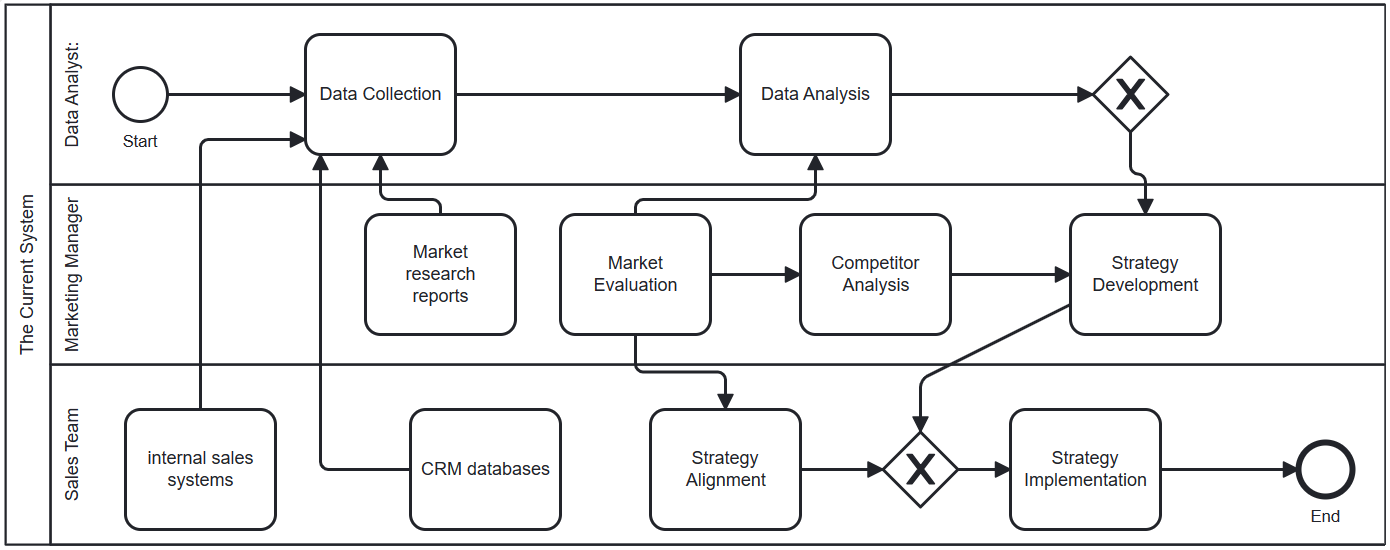 The Current System
Data Analyst:
Start
Data Collection
Data Analysis
X
Marketing Manager
Market
research
reports
Market
Evaluation
Competitor
Analysis
Strategy
Development
Sales Team
internal sales
systems
CRM databases
Strategy
Alignment
X
Strategy
Implementation
End